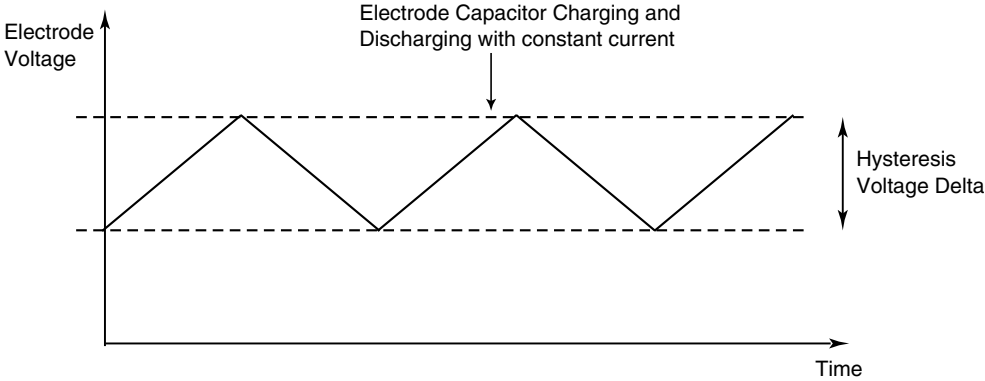 Electrode Capacitor Charging and
Discharging with constant current
Electrode
Voltage
Hysteresis
Voltage Delta
Time